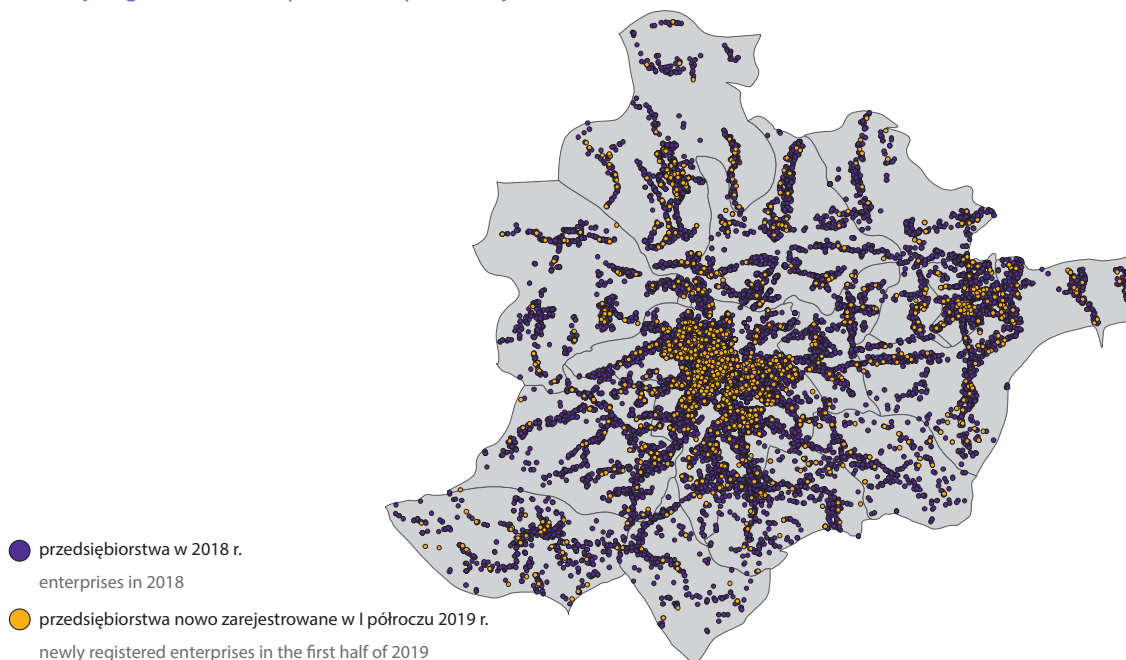 przedsiębiorstwa w 2018 r.
enterprises in 2018
przedsiębiorstwa nowo zarejestrowane w I półroczu 2019 r.
newly registered enterprises in the first half of 2019